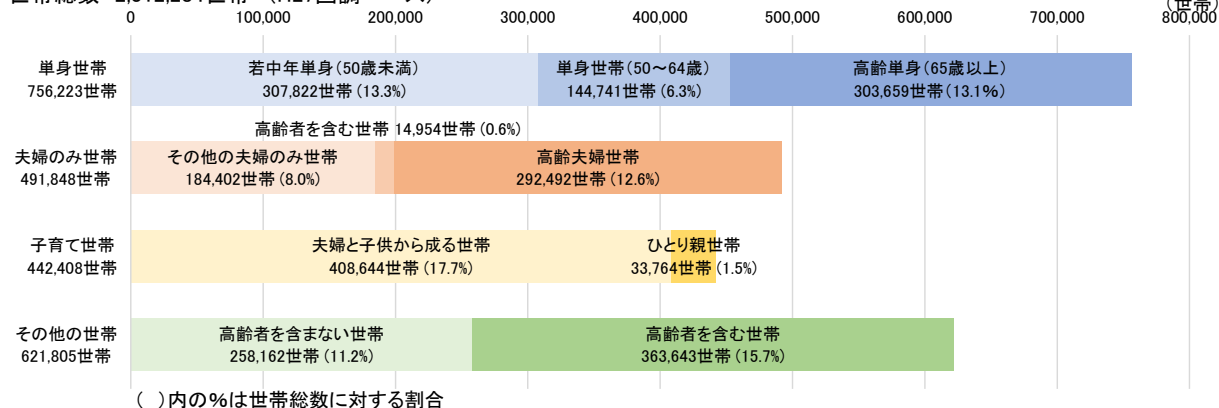 (世帯)
0 100,000 200,000 300,000 400,000 500,000 600,000 700,000 800,000
単身世帯
756,223世帯
若中年単身(50歳未満)
307,822世帯(13.3%)
単身世帯(50～64歳)
144,741世帯(6.3%)
高齢単身(65歳以上)
303,659世帯(13.1%)
高齢者を含む世帯 14,954世帯(0.6%)
夫婦のみ世帯
491,848世帯
その他の夫婦のみ世帯
184,402世帯(8.0%)
高齢夫婦世帯
292,492世帯(12.6%)
子育て世帯
442,408世帯
夫婦と子供から成る世帯
408,644世帯(17.7%)
ひとり親世帯
33,764世帯(1.5%)
その他の世帯
621,805世帯
高齢者を含まない世帯
258,162世帯(11.2%)
高齢者を含む世帯
363,643世帯(15.7%)
( )内の%は世帯総数に対する割合